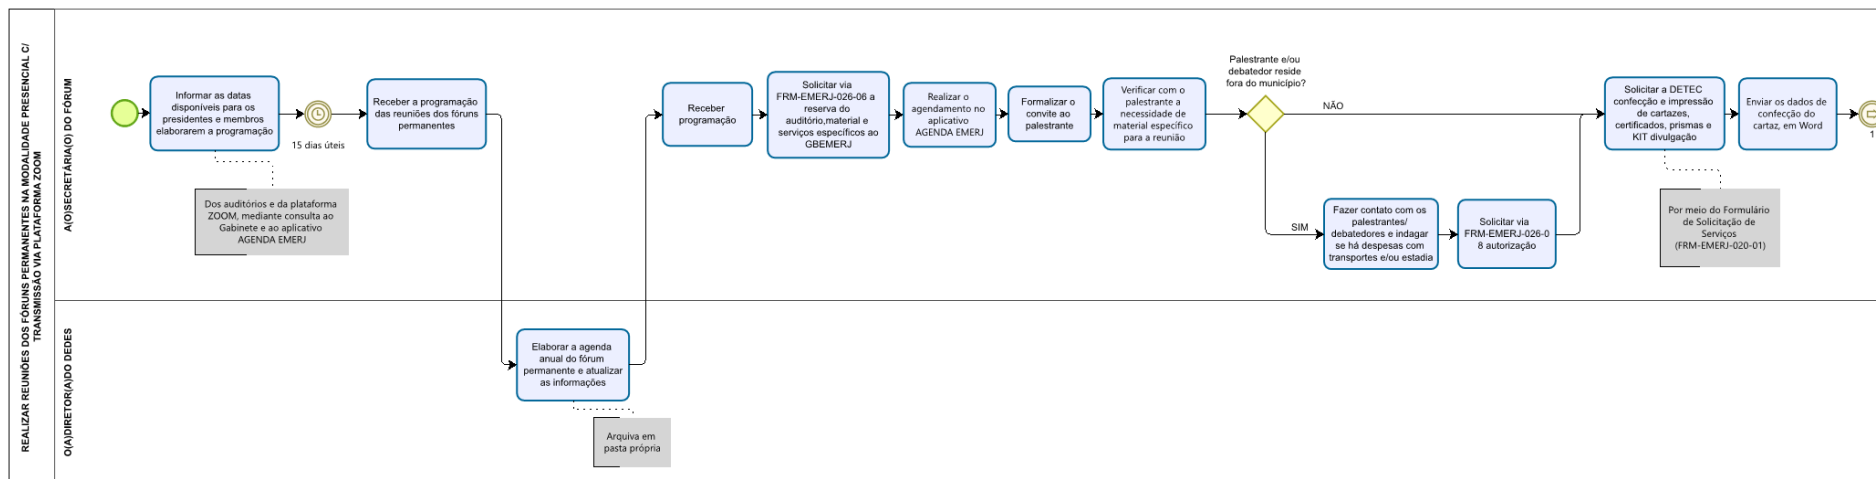 REALIZAR REUNIÕES DOS FÓRUNS PERMANENTES NA MODALIDADE PRESENCIAL C/
TRANSMISSÃO VIA PLATAFORMA ZOOM
A(O)SECRETÁRIA(O) DO FÓRUM
Informar as datas
disponíveis para os
presidentes e membros
elaborarem a programação
15 dias úteis
Dos auditórios e da plataforma
ZOOM, mediante consulta ao
Gabinete e ao aplicativo
AGENDA EMERJ
Receber a programação
das reuniões dos fóruns
permanentes
Receber
programação
Solicitar via
FRM-EMERJ-026-06 a
reserva do
auditório,material e
serviços específicos ao
GBEMERJ
Realizar o
agendamento no
aplicativo
AGENDA EMERJ
Formalizar o
convite ao
palestrante
Verificar com o
palestrante a
necessidade de
material específico
para a reunião
Palestrante e/ou
debatedor reside
fora do município?
NÃO
SIM
Fazer contato com os
palestrantes/
debatedores e indagar
se há despesas com
transportes e/ou estadia
Solicitar via
FRM-EMERJ-026-0
8 autorização
Solicitar a DETEC
confecção e impressão
de cartazes,
certificados, prismas e
KIT divulgação
Por meio do Formulário
de Solicitação de
Serviços
(FRM-EMERJ-020-01)
Enviar os dados de
confecção do
cartaz, em Word
1
O(A)DIRETOR(A)DO DEDES
Elaborar a agenda
anual do fórum
permanente e atualizar
as informações
Arquiva em
pasta própria